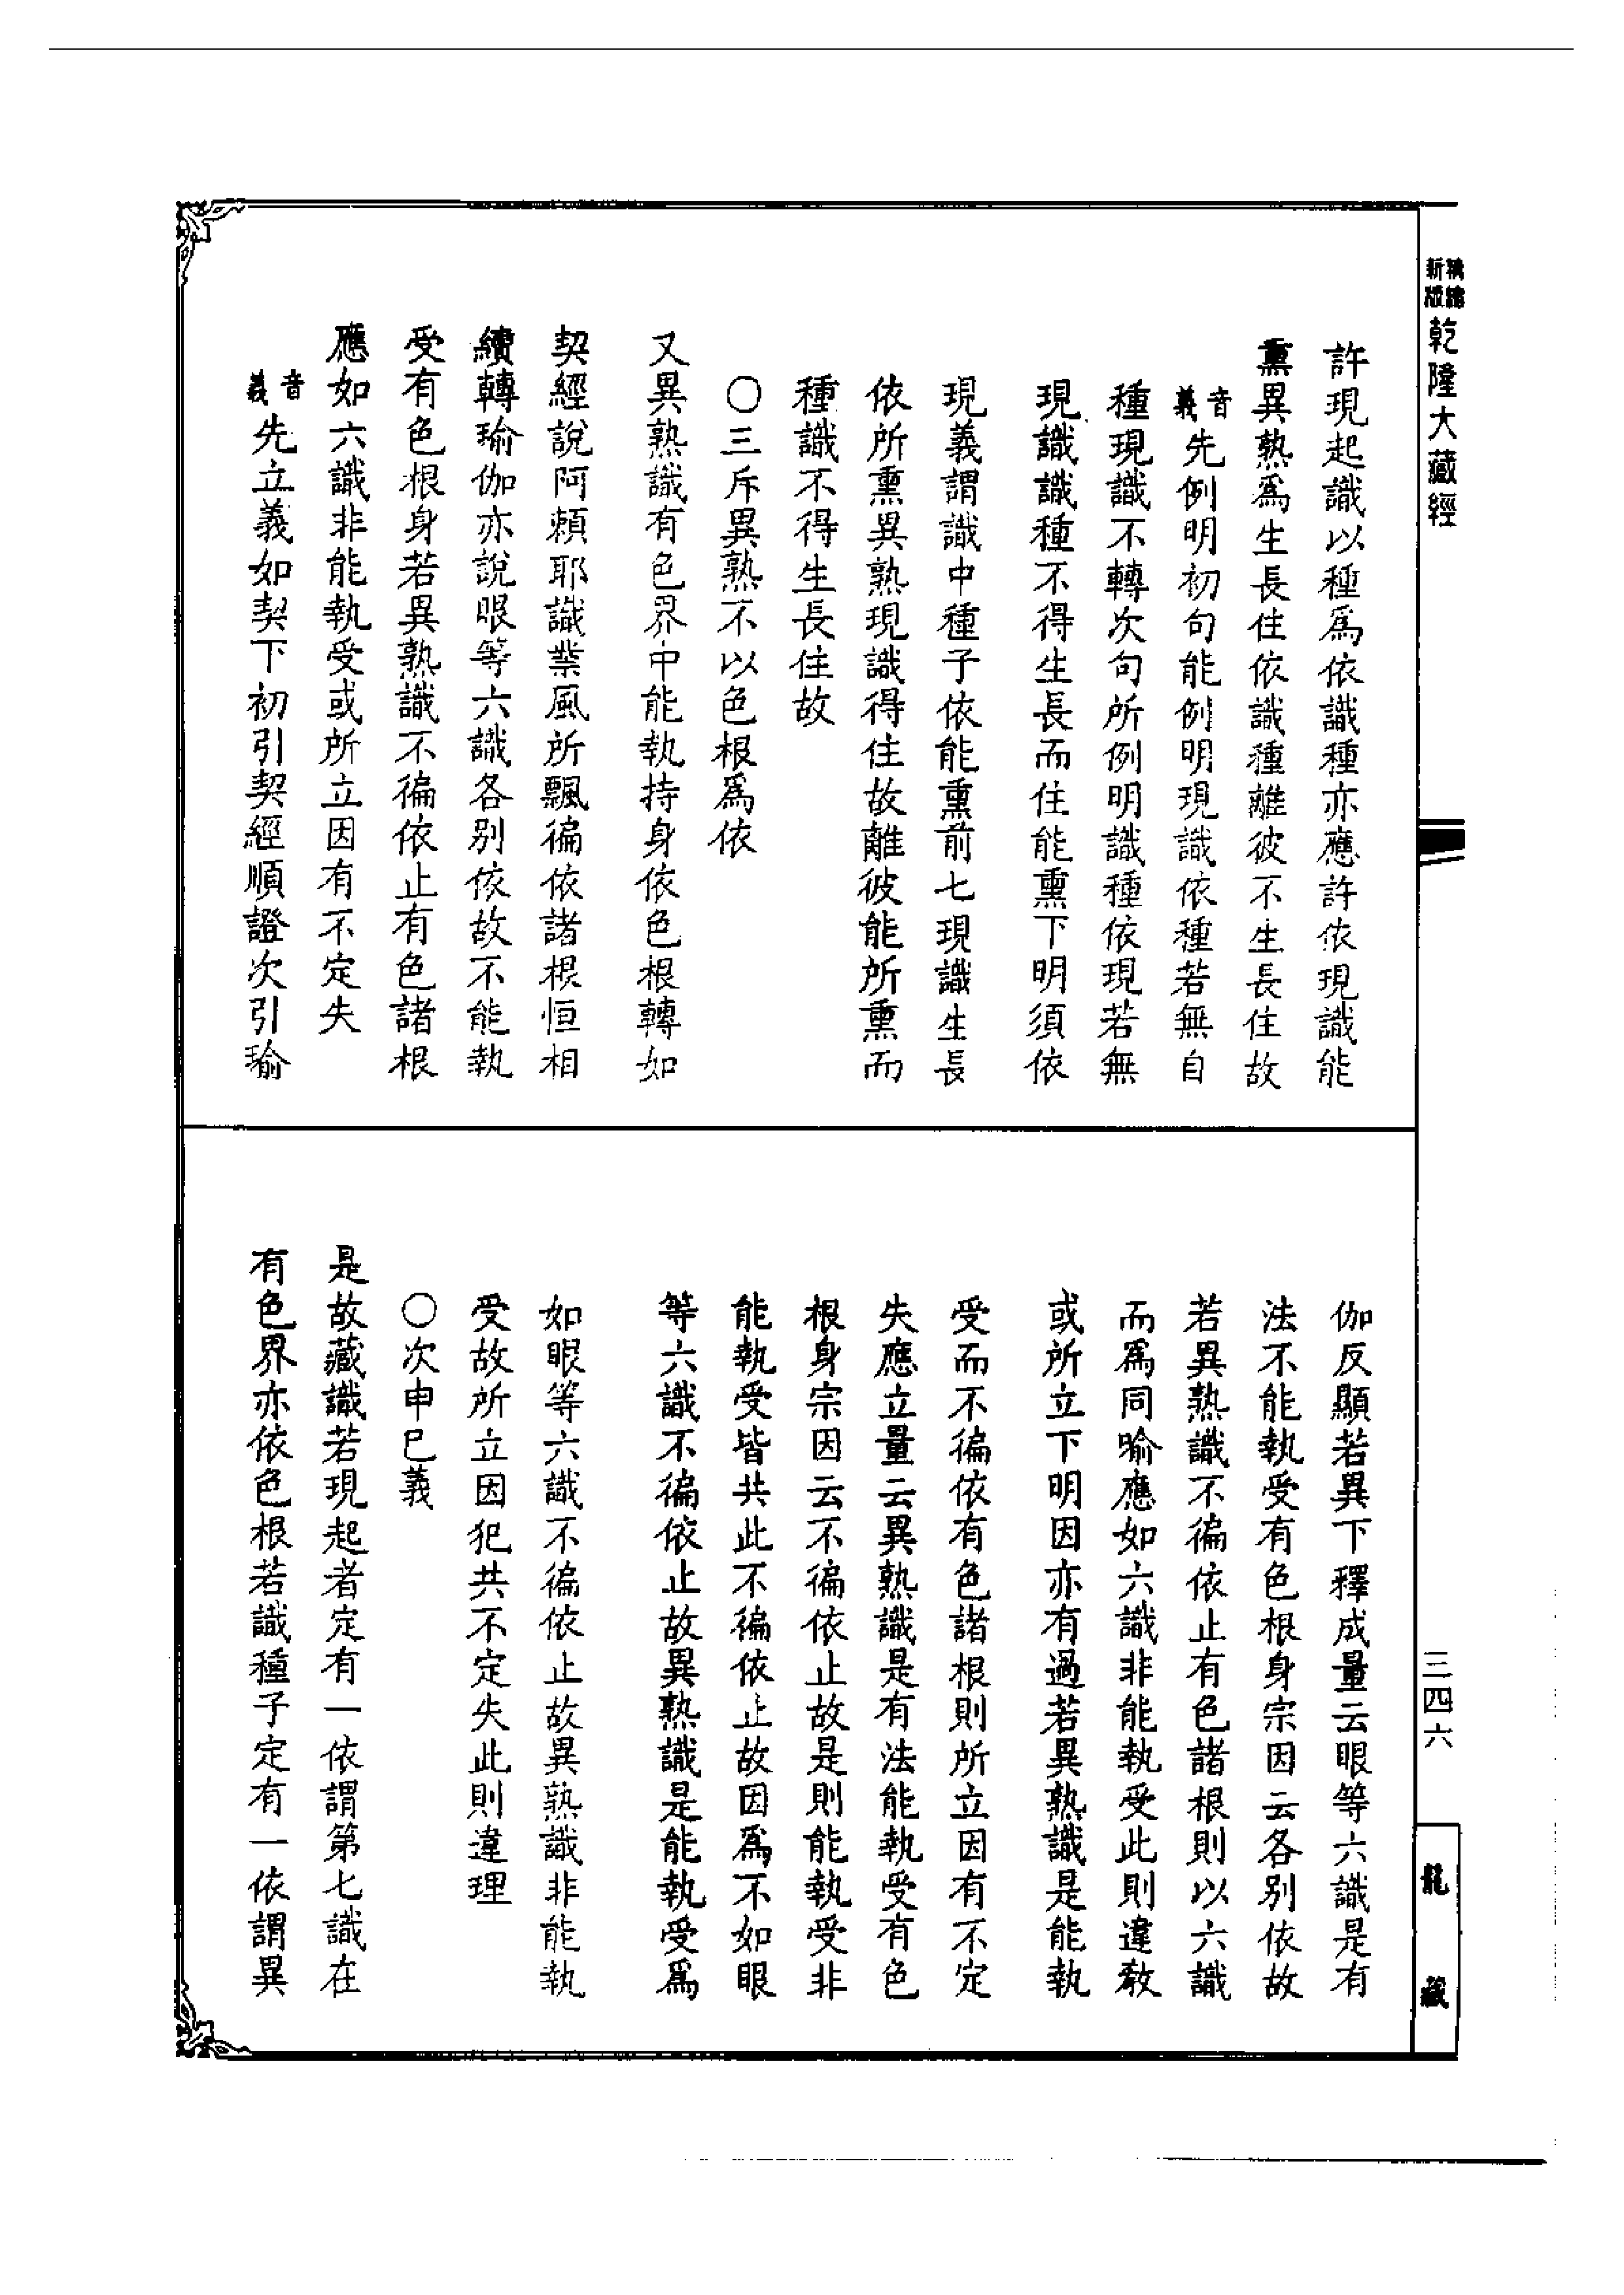 精縮
新版
乾隆大藏經
許現起識以種爲依識種亦應許依現識能
熏異熟爲生長住依識種離彼不生長住故
音義先例明初句能例明現識依種若無自
種現識不轉次句所例明識種依現若無
現識識種不得生長而住能熏下明須依
現義謂識中種子依能熏前七現識生長
依所熏異熟現識得住故離彼能所熏而
種識不得生長住故
〇三斥異熟不以色根爲依
又異熟識有色界中能執持身依色根轉如
契經說阿賴耶識業風所飄徧依諸根恒相
續轉瑜伽亦說眼等六識各別依故不能執
受有色根身若異熟識不徧依止有色諸根
應如六識非能執受或所立因有不定失
音義先立義如契下初引契經順證次引瑜
伽反顯若異下釋成量云眼等六識是有
法不能執受有色根身宗因云各別依故
若異熟識不徧依止有色諸根則以六識
而爲同喻應如六識非能執受此則違教
或所立下明因亦有過若異熟識是能執
受而不徧依有色諸根則所立因有不定
失應立量云異熟識是有法能執受有色
根身宗因云不徧依止故是則能執受非
能執受皆共此不徧依止故因爲不如眼
等六識不徧依止故異熟識是能執受爲
如眼等六識不徧依止故異熟識非能執
受故所立因犯共不定失此則違理
〇次申巳義
是故藏識若現起者定有一依謂第七識在
有色界亦依色根若識種子定有一依謂異
三四六
龍藏